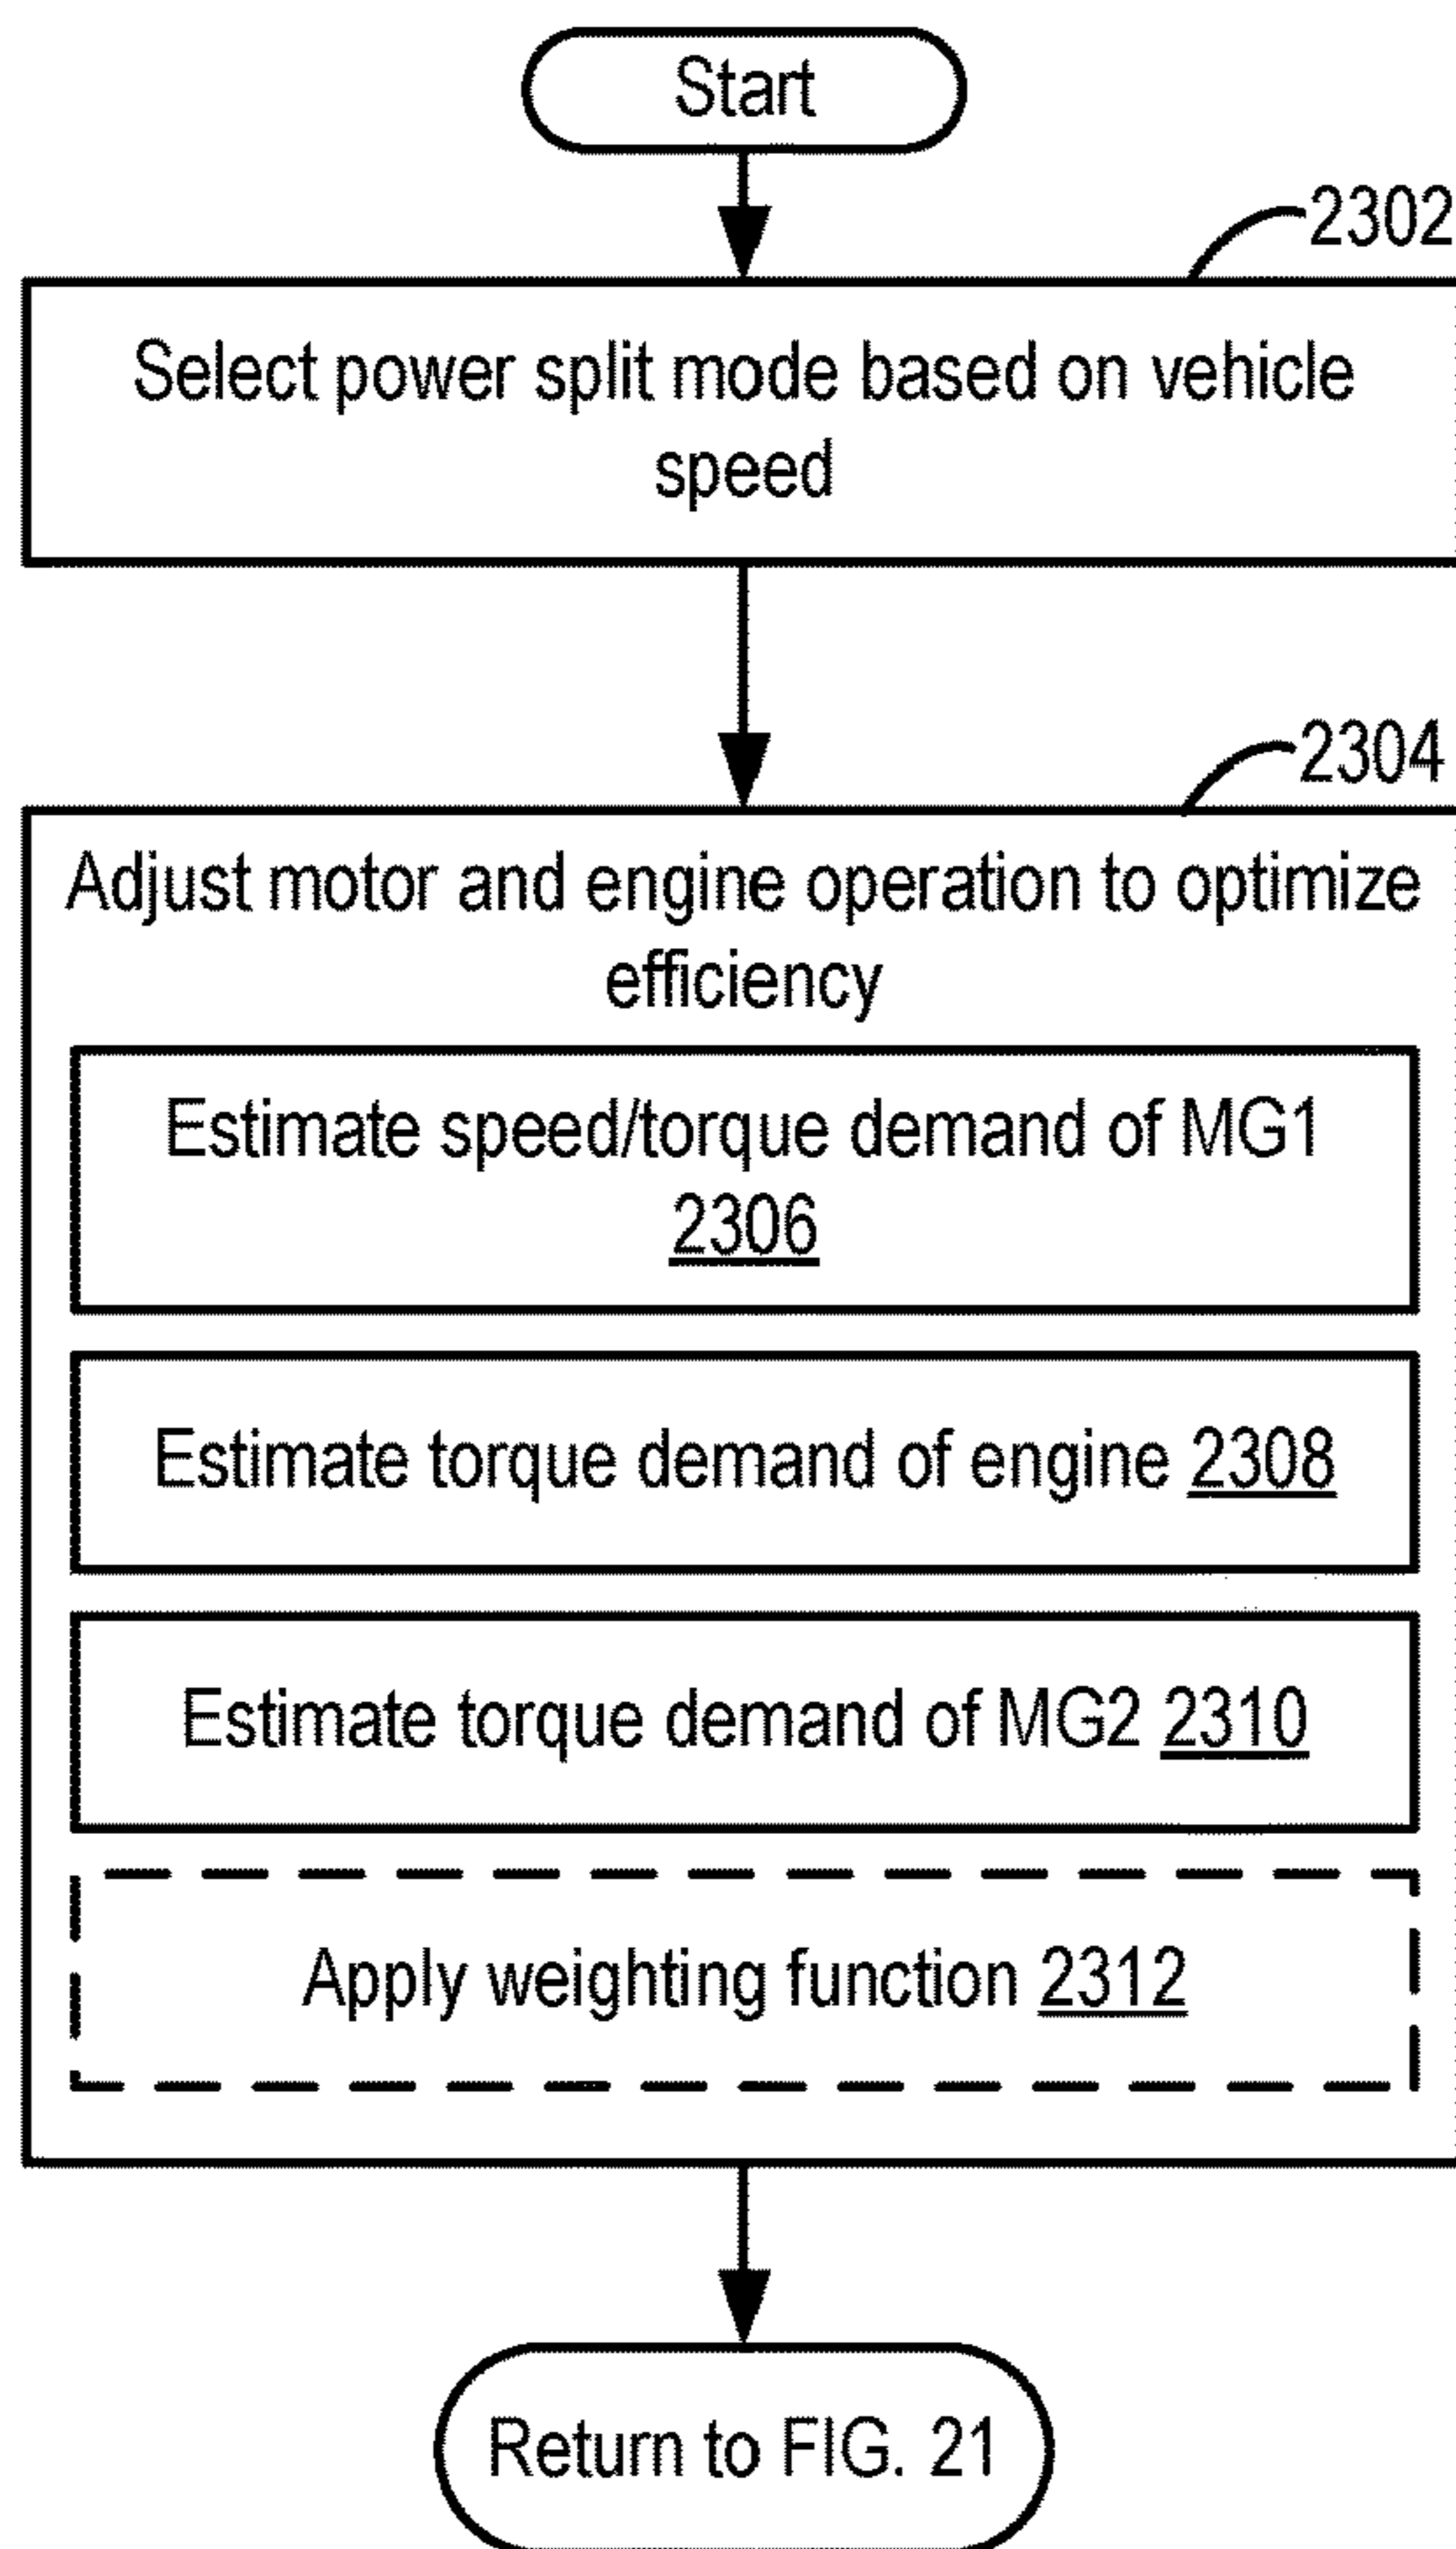 Start
2302
Select power split mode based on vehicle
speed
2304
Adjust motor and engine operation to optimize
efficiency
Estimate speed/torque demand of MG1
2306
Estimate torque demand of engine 2308
Estimate torque demand of MG2 2310
Apply weighting function 2312
Return to FIG. 21